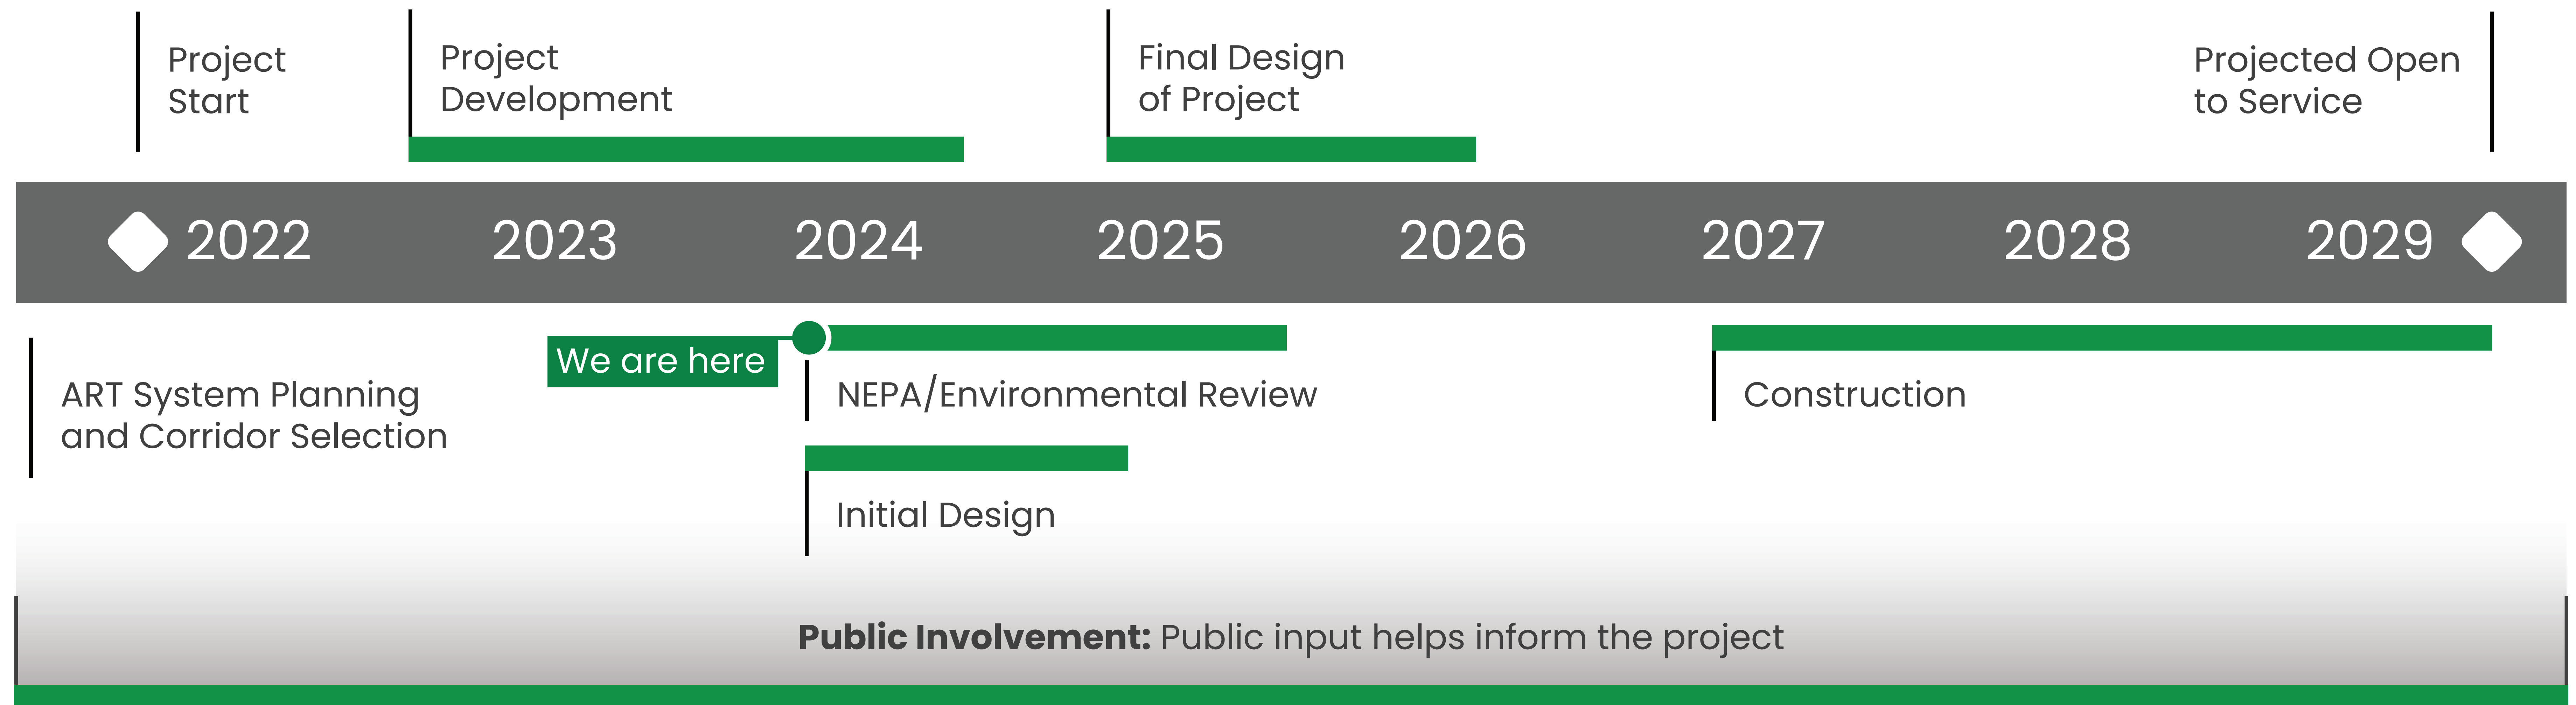 Project
Start
Project
Development
Final Design
of Project
Projected Open
to Service
2022 2023 2024 2025 2026 2027 2028 2029
We are here
ART System Planning
and Corridor Selection
NEPA/Environmental Review
Construction
Initial Design
Public Involvement: Public input helps inform the project